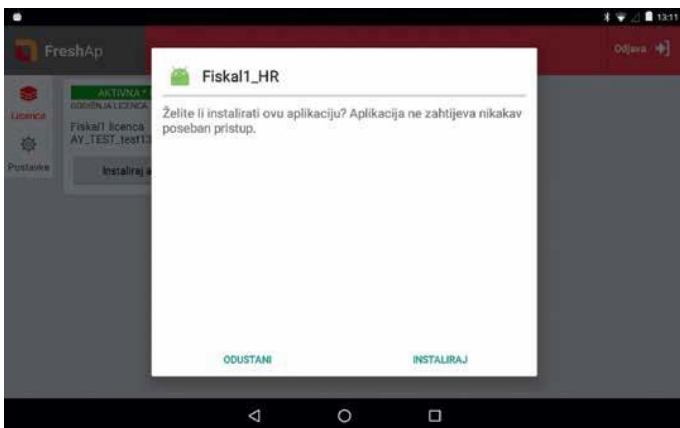 13:11
FreshAp
Odjava
Fiskal1_HR
Želite li instalirati ovu aplikaciju? Aplikacija ne zahtijeva nikakav
poseban pristup.
AKTIVNA *
GODIŠNJA LICENCA
Licence
Fiskal1 licenca
AY_TEST_test1
Postavke
Instaliraj
ODUSTANI
INSTALIRAJ